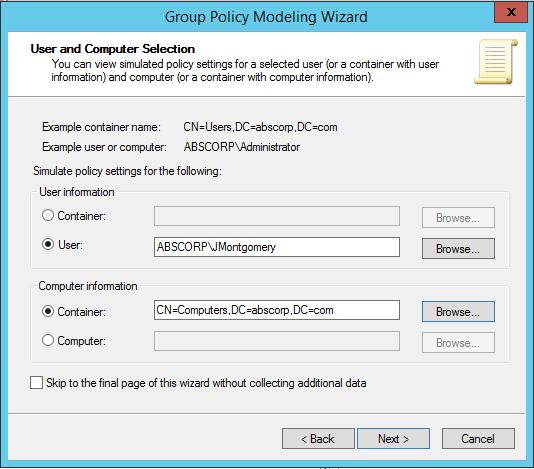 Group Policy Modeling Wizard
x
User and Computer Selection
You can view simulated policy settings for a selected user (or a container with user
information) and computer (or a container with computer information).
Example container name: CN=Users,DC=abscorp,DC=com
Example user or computer: ABSCORP\Administrator
Simulate policy settings for the following:
User information
Container: Browse...
User: ABSCORP\JMontgomery Browse...
Computer information
Container: CN=Computers,DC=abscorp,DC=com Browse...
Computer: Browse...
Skip to the final page of this wizard without collecting additional data
< Back Next > Cancel